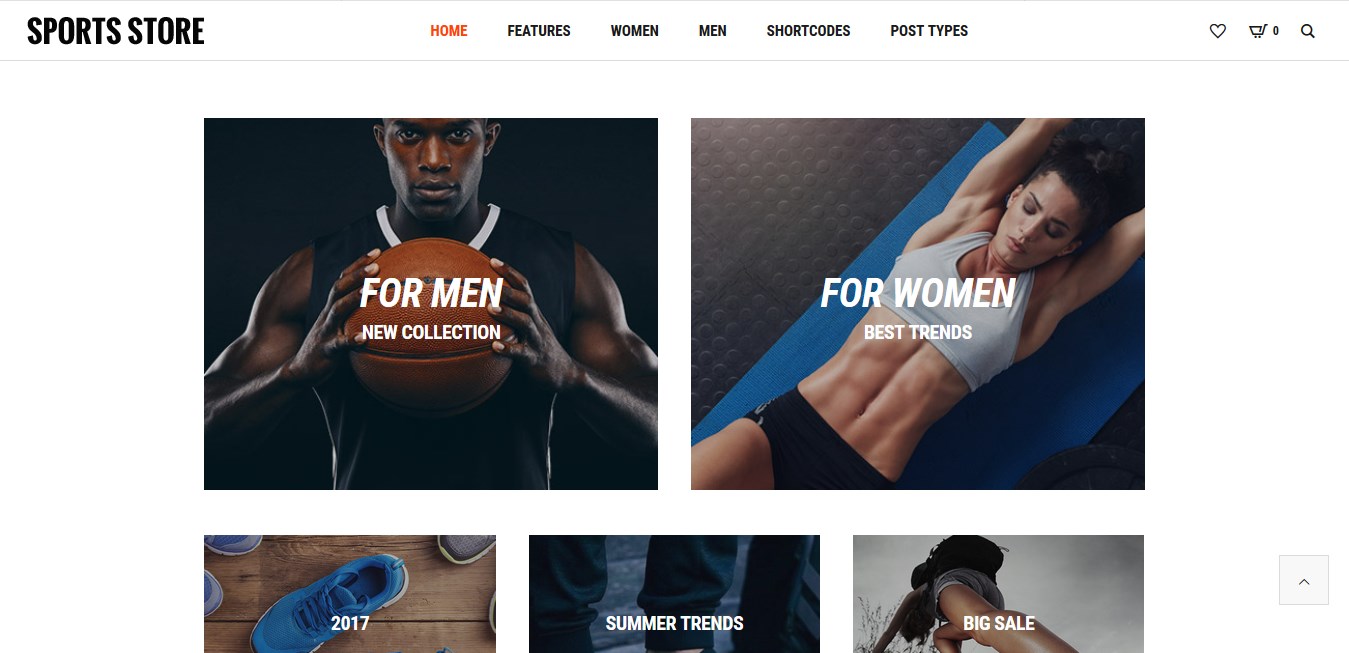 SPORTS STORE
HOME FEATURES WOMEN MEN SHORTCODES POST TYPES
0
FOR MEN
NEW COLLECTION
FOR WOMEN
BEST TRENDS
2017
SUMMER TRENDS
BIG SALE